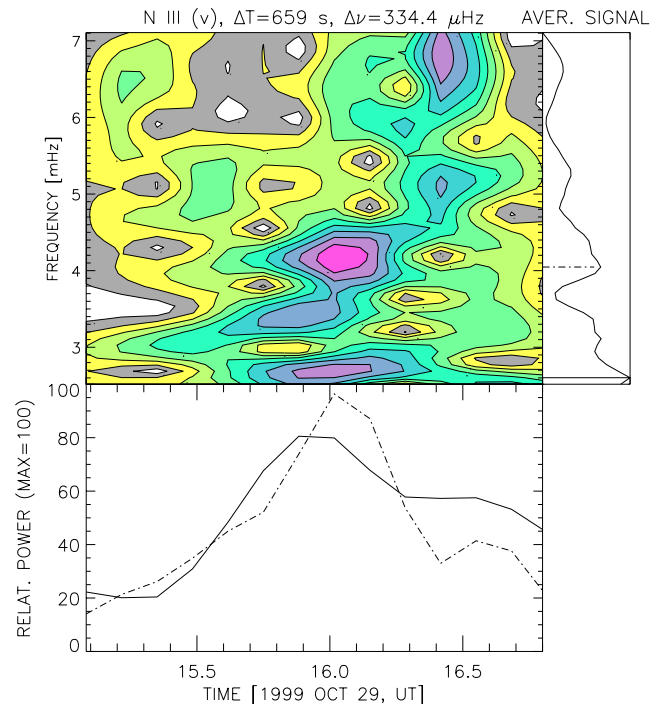 N III (v), ΔT=659 s, Δν=334.4 μHz AVER. SIGNAL
7
6
5
4
3
FREQUENCY [mHz]
100
80
60
40
20
0
RELAT. POWER (MAX=100)
15.5 16.0 16.5
TIME [1999 OCT 29, UT]